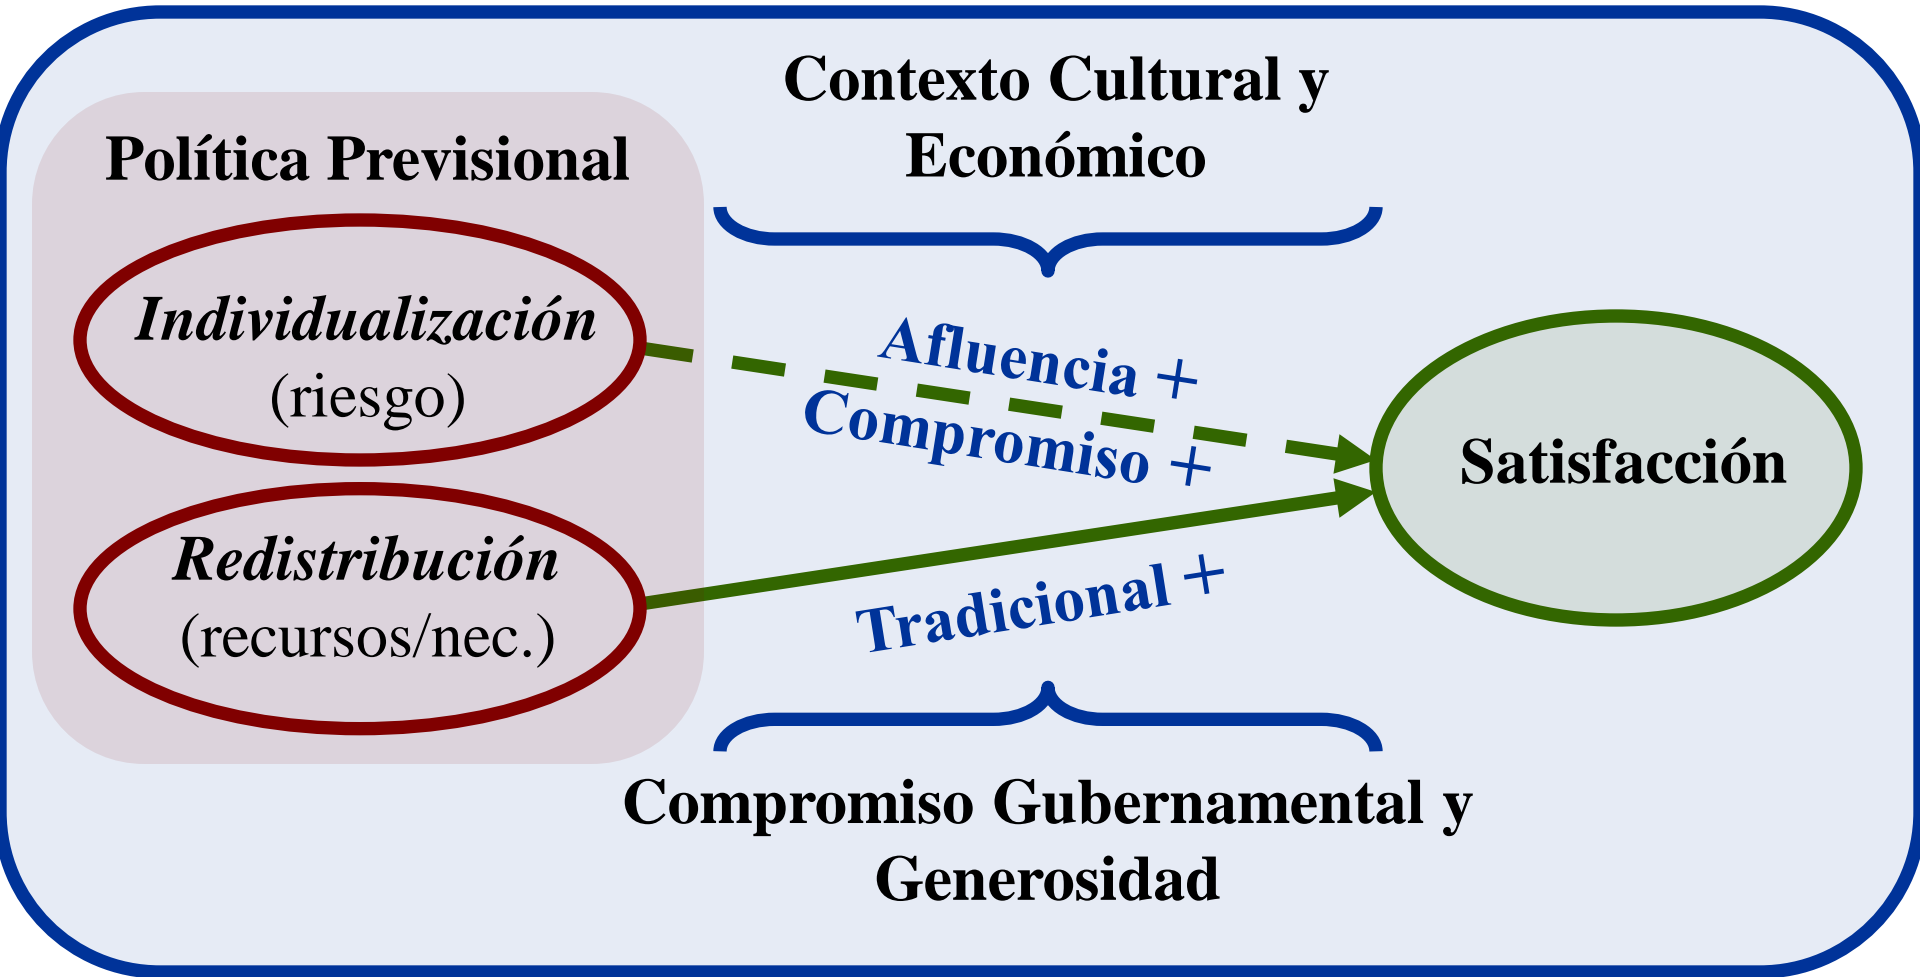 Contexto Cultural y
Económico
Política Previsional
Individualización
(riesgo)
Redistribución
(recursos/nec.)
Afluencia +
Compromiso +
Tradicional +
Satisfacción
Compromiso Gubernamental y
Generosidad